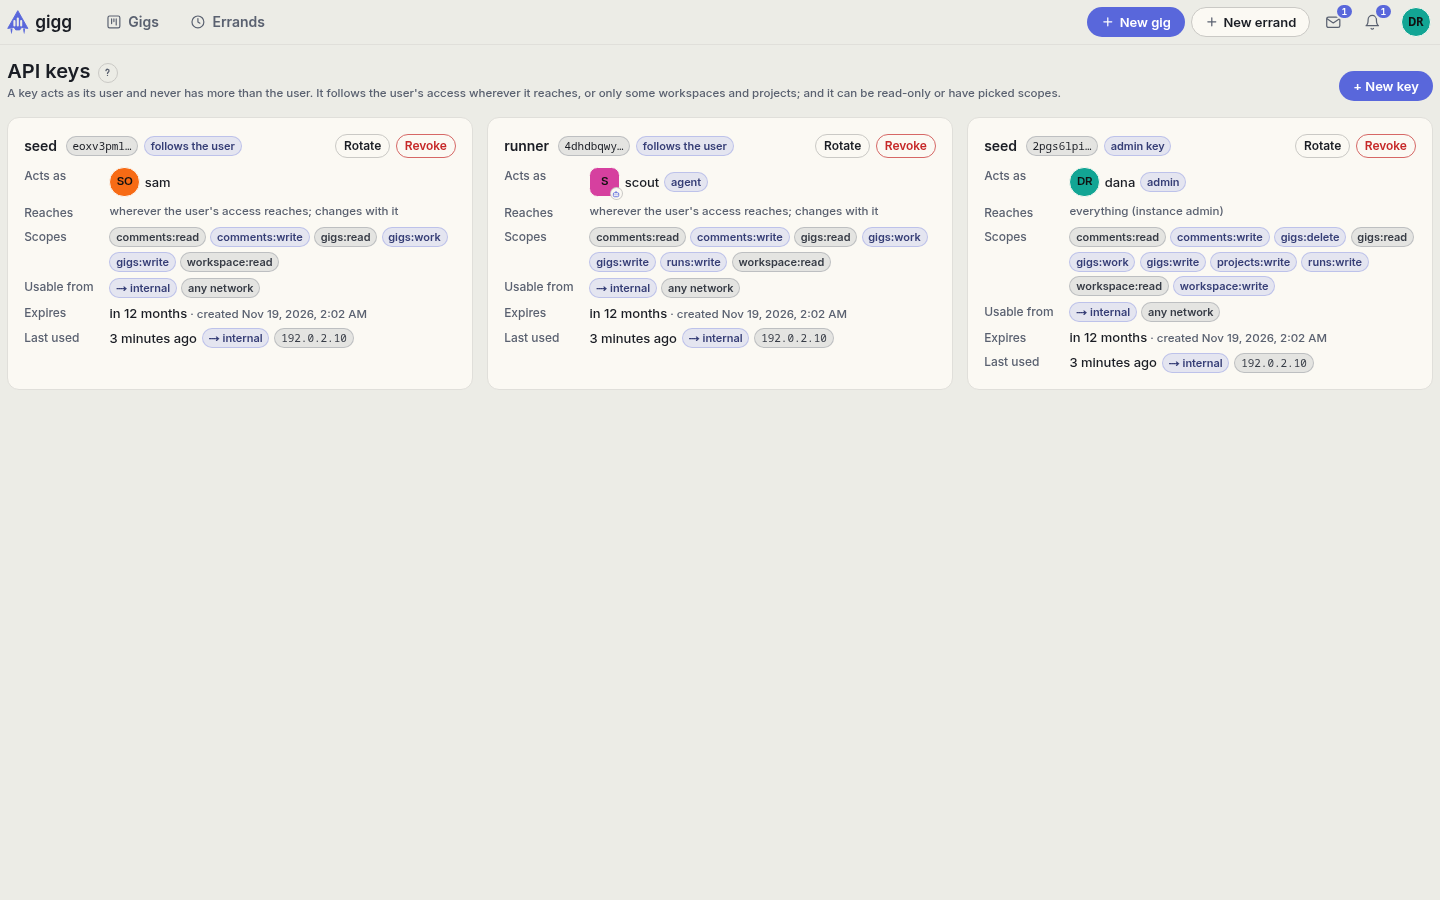 gigg
Gigs
Errands
+ New gig
+ New errand
1
1
DR
API keys ?
A key acts as its user and never has more than the user. It follows the user's access wherever it reaches, or only some workspaces and projects; and it can be read-only or have picked scopes.
+ New key
seed eoxv3pml… follows the user Rotate Revoke
Acts as SO sam
Reaches wherever the user's access reaches; changes with it
Scopes comments:read comments:write gigs:read gigs:work
gigs:write workspace:read
Usable from → internal any network
Expires in 12 months · created Nov 19, 2026, 2:02 AM
Last used 3 minutes ago → internal 192.0.2.10
runner 4dhdbqwy… follows the user Rotate Revoke
Acts as S scout agent
Reaches wherever the user's access reaches; changes with it
Scopes comments:read comments:write gigs:read gigs:work
gigs:write runs:write workspace:read
Usable from → internal any network
Expires in 12 months · created Nov 19, 2026, 2:02 AM
Last used 3 minutes ago → internal 192.0.2.10
seed 2pgs61pi… admin key Rotate Revoke
Acts as DR dana admin
Reaches everything (instance admin)
Scopes comments:read comments:write gigs:delete gigs:read
gigs:work gigs:write projects:write runs:write
workspace:read workspace:write
Usable from → internal any network
Expires in 12 months · created Nov 19, 2026, 2:02 AM
Last used 3 minutes ago → internal 192.0.2.10